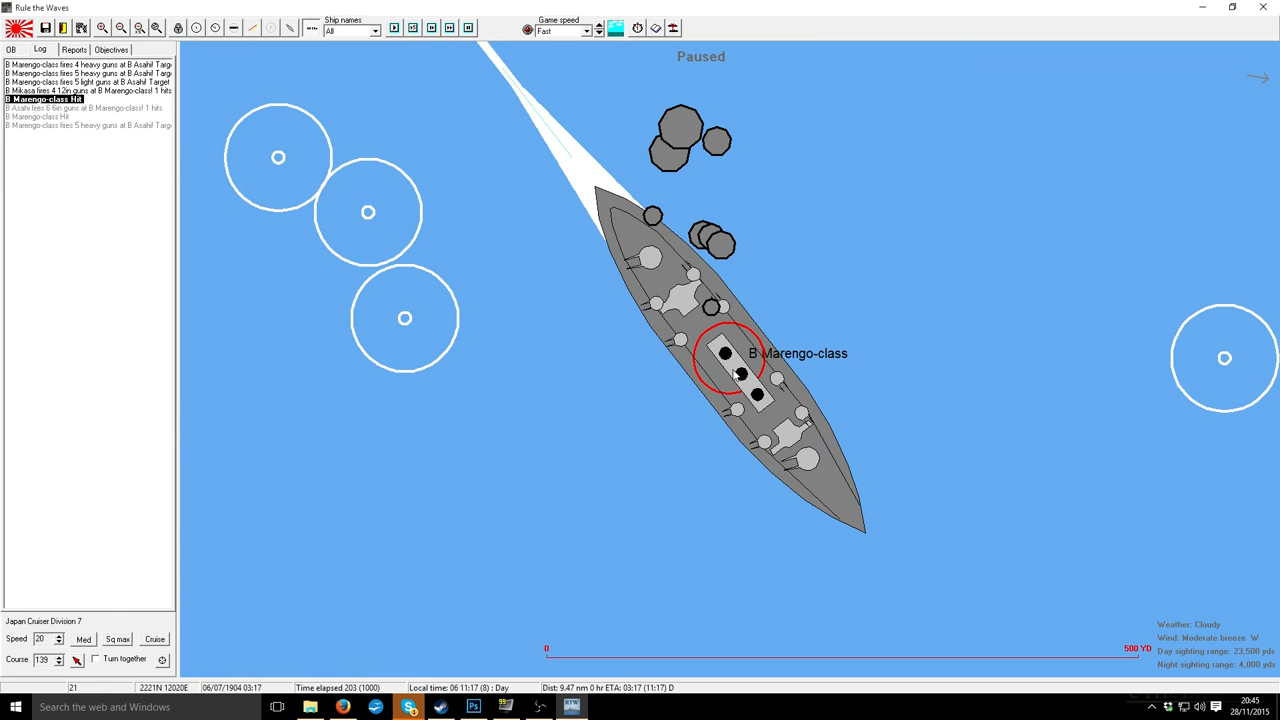 Rule the Waves
Ship names
All
Game speed
Fast
OB
Log
Reports
Objectives
B Marengo-class fires 4 heavy guns at B Asahi! Targ
B Marengo-class fires 5 heavy guns at B Asahi! Targ
B Marengo-class fires 5 light guns at B Asahi! Target
B Mikasa fires 4 12in guns at B Marengo-class! 1 hits
B Marengo-class Hit
B Asahi fires 6 6in guns at B Marengo-class! 1 hits
B Marengo-class Hit
B Marengo-class fires 5 heavy guns at B Asahi! Targ
Paused
B Marengo-class
Japan Cruiser Division 7
Speed 20 Med Sq max Cruise
Course 139 Turn together
0
500 YD
Weather: Cloudy
Wind: Moderate breeze W
Day sighting range: 23,500 yds
Night sighting range: 4,000 yds
21
2221N 12020E
06/07/1904 03:17
Time elapsed 203 (1000)
Local time: 06 11:17 (8) : Day
Dist: 9.47 nm 0 hr ETA: 03:17 (11:17) D
Search the web and Windows
99
RTW
20:45
28/11/2015